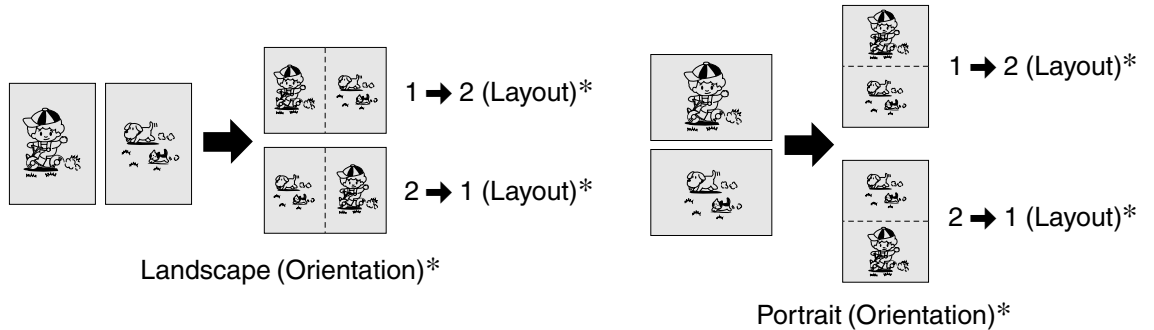 1 ➡ 2 (Layout)*
2 ➡ 1 (Layout)*
Landscape (Orientation)*
1 ➡ 2 (Layout)*
2 ➡ 1 (Layout)*
Portrait (Orientation)*